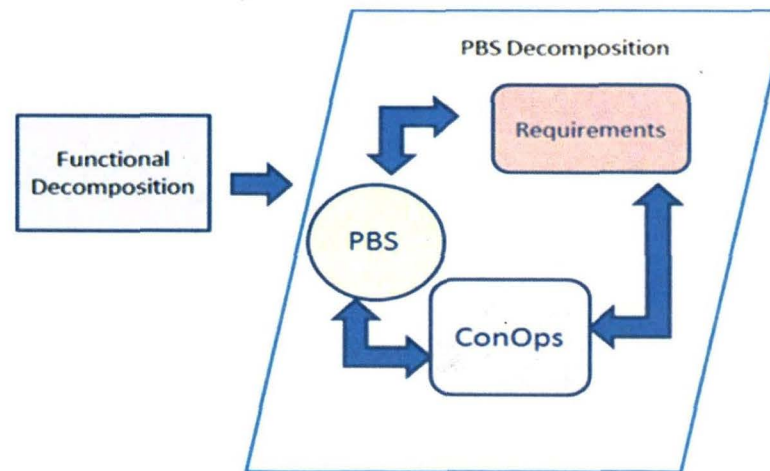 PBS Decomposition
Requirements
Functional
Decomposition
PBS
ConOps